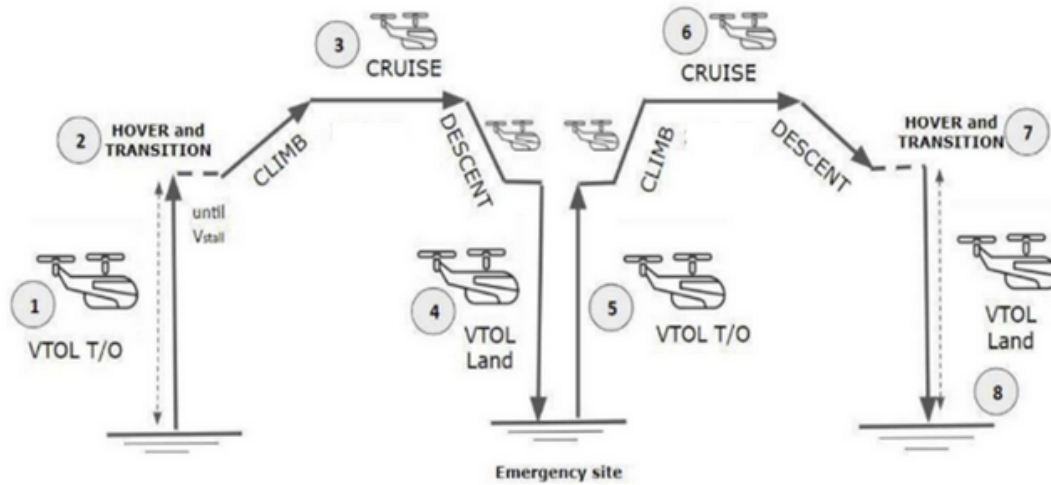 3
CRUISE
6
CRUISE
2
HOVER and
TRANSITION
CLIMB
DESCENT
CLIMB
DESCENT
HOVER and
TRANSITION
7
until
Vstall
1
VTOL T/O
4
VTOL
Land
5
VTOL T/O
VTOL
Land
8
Emergency site